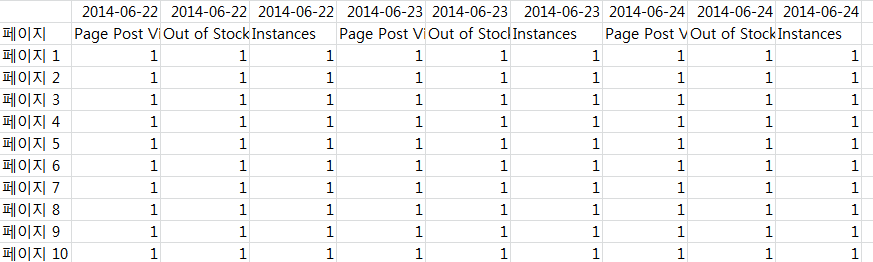 2014-06-22 2014-06-22 2014-06-22 2014-06-23 2014-06-23 2014-06-23 2014-06-24 2014-06-24 2014-06-24
페이지 Page Post Vi Out of Stock Instances Page Post Vi Out of Stocl Instances Page Post V Out of Stock Instances
페이지 1 1 1 1 1 1 1 1 1 1
페이지 2 1 1 1 1 1 1 1 1 1
페이지 3 1 1 1 1 1 1 1 1 1
페이지 4 1 1 1 1 1 1 1 1 1
페이지 5 1 1 1 1 1 1 1 1 1
페이지 6 1 1 1 1 1 1 1 1 1
페이지 7 1 1 1 1 1 1 1 1 1
페이지 8 1 1 1 1 1 1 1 1 1
페이지 9 1 1 1 1 1 1 1 1 1
페이지 10 1 1 1 1 1 1 1 1 1